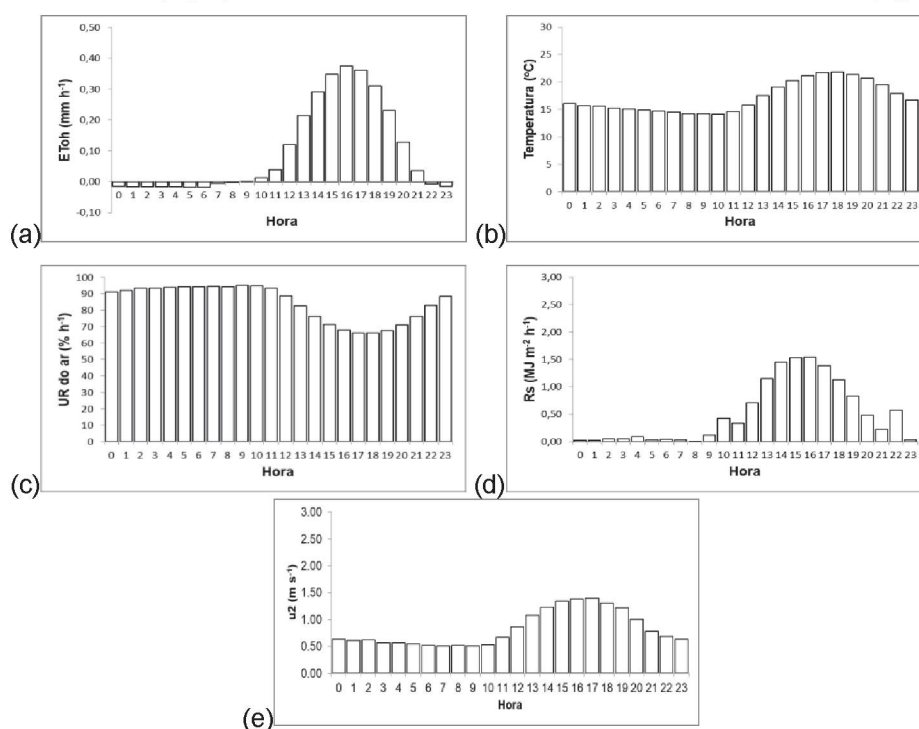 0,50
0,40
0,30
0,20
0,10
0,00
-0,10
EToh (mm h⁻¹)
0 1 2 3 4 5 6 7 8 9 10 11 12 13 14 15 16 17 18 19 20 21 22 23
Hora
(a)
30
25
20
15
10
5
0
Temperatura (°C)
0 1 2 3 4 5 6 7 8 9 10 11 12 13 14 15 16 17 18 19 20 21 22 23
Hora
(b)
100
90
80
70
60
50
40
30
20
10
0
UR do ar (% h⁻¹)
0 1 2 3 4 5 6 7 8 9 10 11 12 13 14 15 16 17 18 19 20 21 22 23
Hora
(c)
3,00
2,50
2,00
1,50
1,00
0,50
0,00
Rs (MJ m⁻² h⁻¹)
0 1 2 3 4 5 6 7 8 9 10 11 12 13 14 15 16 17 18 19 20 21 22 23
Hora
(d)
3.00
2.50
2.00
1.50
1.00
0.50
0.00
u2 (m s⁻¹)
0 1 2 3 4 5 6 7 8 9 10 11 12 13 14 15 16 17 18 19 20 21 22 23
Hora
(e)